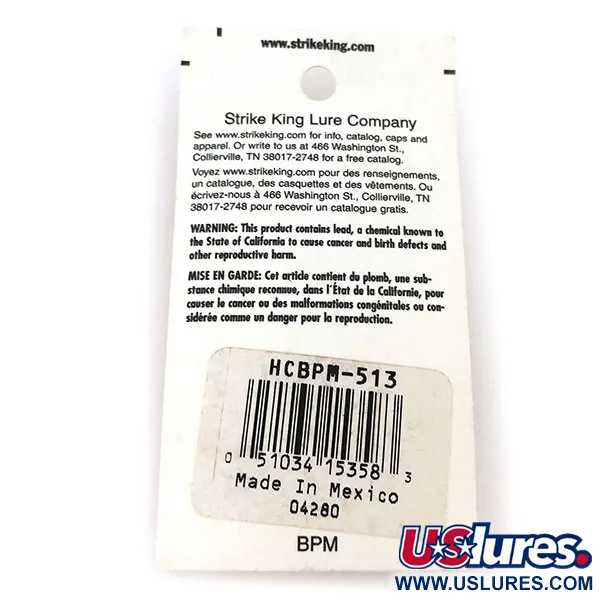 www.strikeking.com
Strike King Lure Company
See www.strikeking.com for info, catalog, caps and
apparel. Or write to us at 466 Washington St.,
Collierville, TN 38017-2748 for a free catalog.
Voyez www.strikeking.com pour des renseignements,
un catalogue, des casquettes et des vêtements. Ou
écrivez-nous à 466 Washington St., Collierville, TN
38017-2748 pour recevoir un catalogue gratis.
WARNING: This product contains lead, a chemical known to
the State of California to cause cancer and birth defects and
other reproductive harm.
MISE EN GARDE: Cet article contient du plomb, une sub-
stance chimique reconnue, dans l'État de la Californie, pour
causer le cancer ou des malformations congénitales ou con-
sidérée comme un danger pour la reproduction.
HCBPM-513
0 51034 15358 3
Made In Mexico
04280
BPM
USlures.
WWW.USLURES.COM